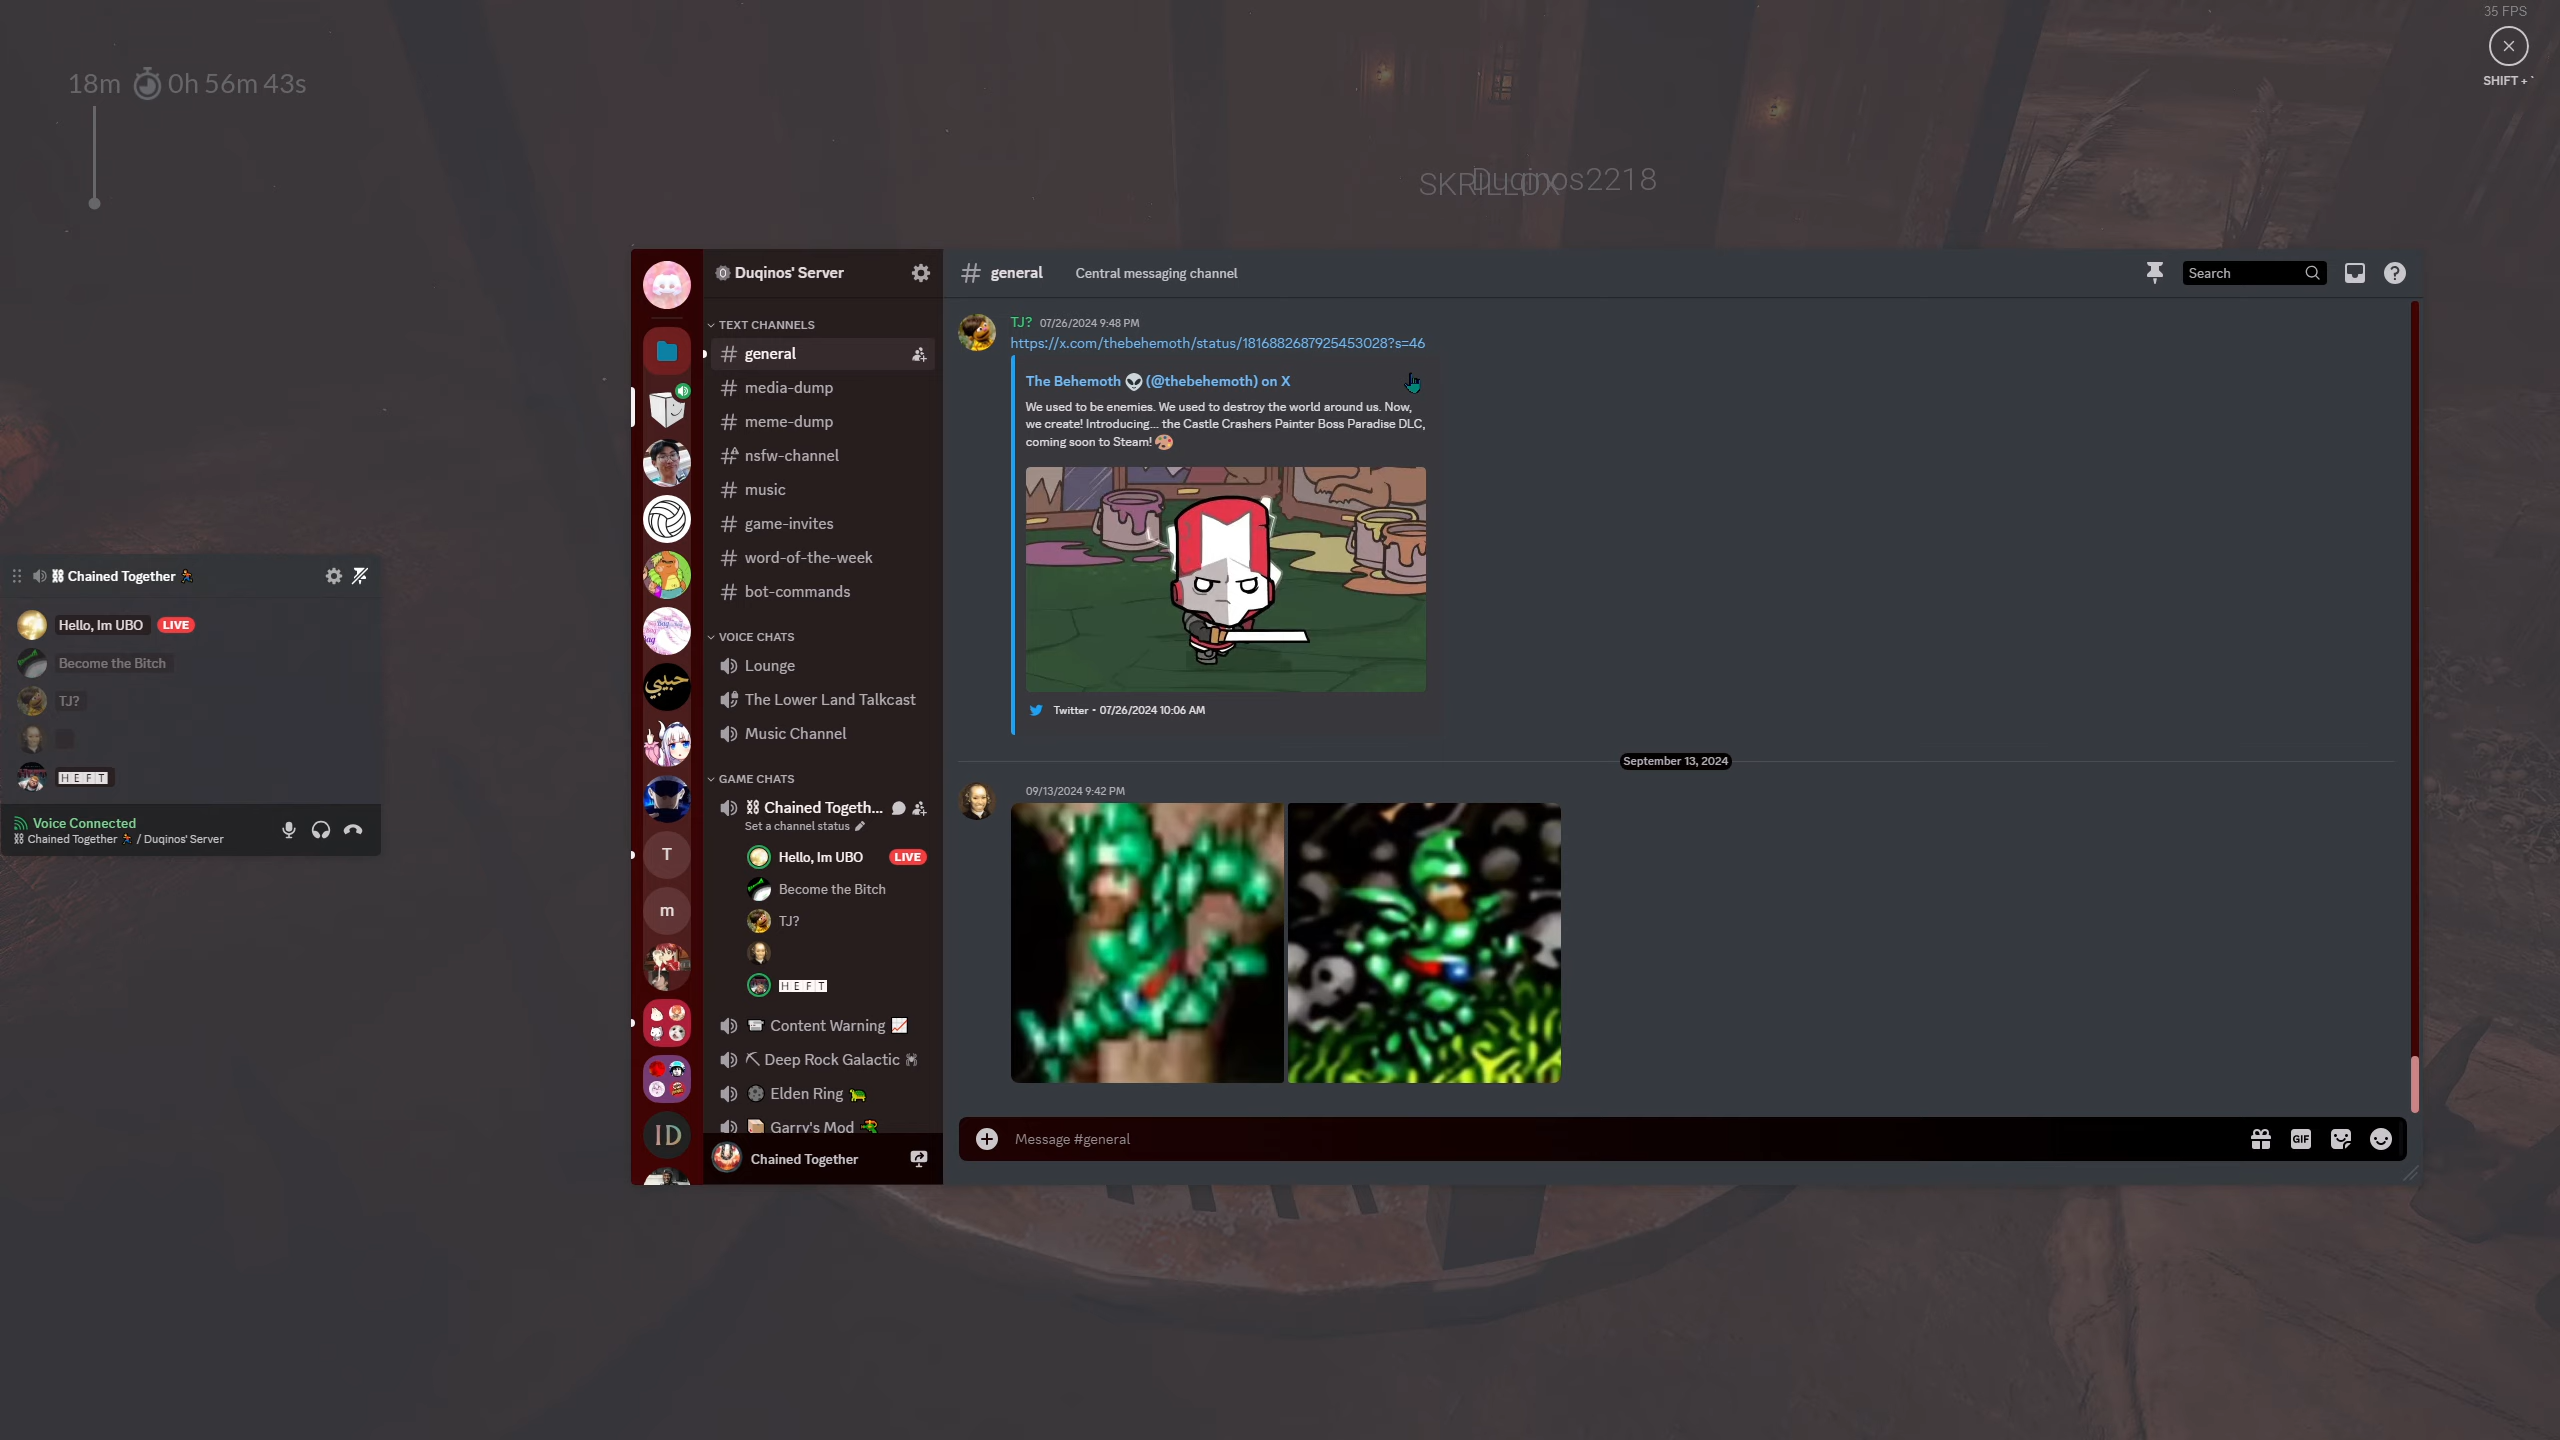 35 FPS
SHIFT + `
18m 0h 56m 43s
Duqinos2218
Duqinos' Server
general
Central messaging channel
Search
TEXT CHANNELS
general
media-dump
meme-dump
nsfw-channel
music
game-invites
word-of-the-week
bot-commands
VOICE CHATS
Lounge
The Lower Land Talkcast
Music Channel
GAME CHATS
Chained Togeth...
Set a channel status
Hello, Im UBO LIVE
Become the Bitch
TJ?
HEFT
Content Warning
Deep Rock Galactic
Elden Ring
Garry's Mod
Chained Together
T
m
ID
حبيبي
TJ? 07/26/2024 9:48 PM
https://x.com/thebehemoth/status/1816882687925453028?s=46
The Behemoth 👽 (@thebehemoth) on X
We used to be enemies. We used to destroy the world around us. Now,
we create! Introducing... the Castle Crashers Painter Boss Paradise DLC,
coming soon to Steam! 🎨
Twitter • 07/26/2024 10:06 AM
September 13, 2024
09/13/2024 9:42 PM
Message #general
GIF
Chained Together
Hello, Im UBO LIVE
Become the Bitch
TJ?
HEFT
Voice Connected
Chained Together / Duqinos' Server